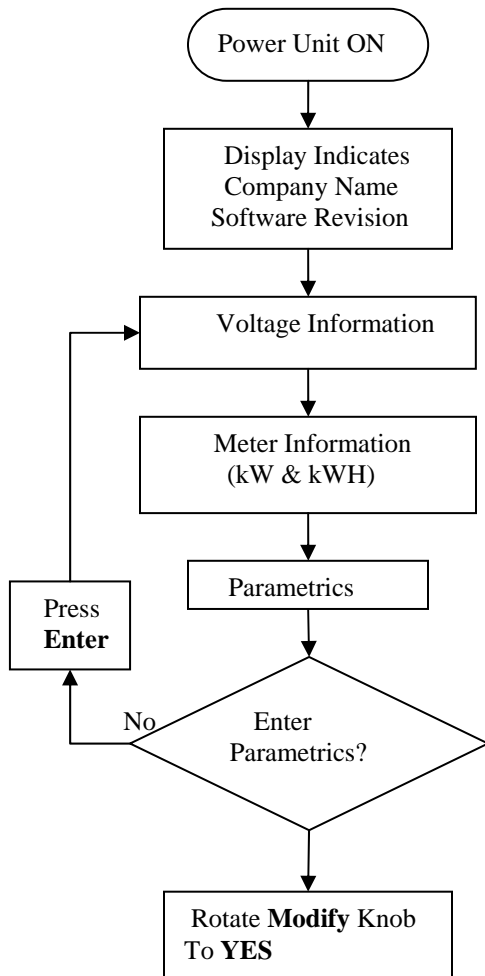 Power Unit ON
Display Indicates
Company Name
Software Revision
Voltage Information
Meter Information
(kW & kWH)
Parametrics
Press
Enter
No
Enter
Parametrics?
Rotate Modify Knob
To YES